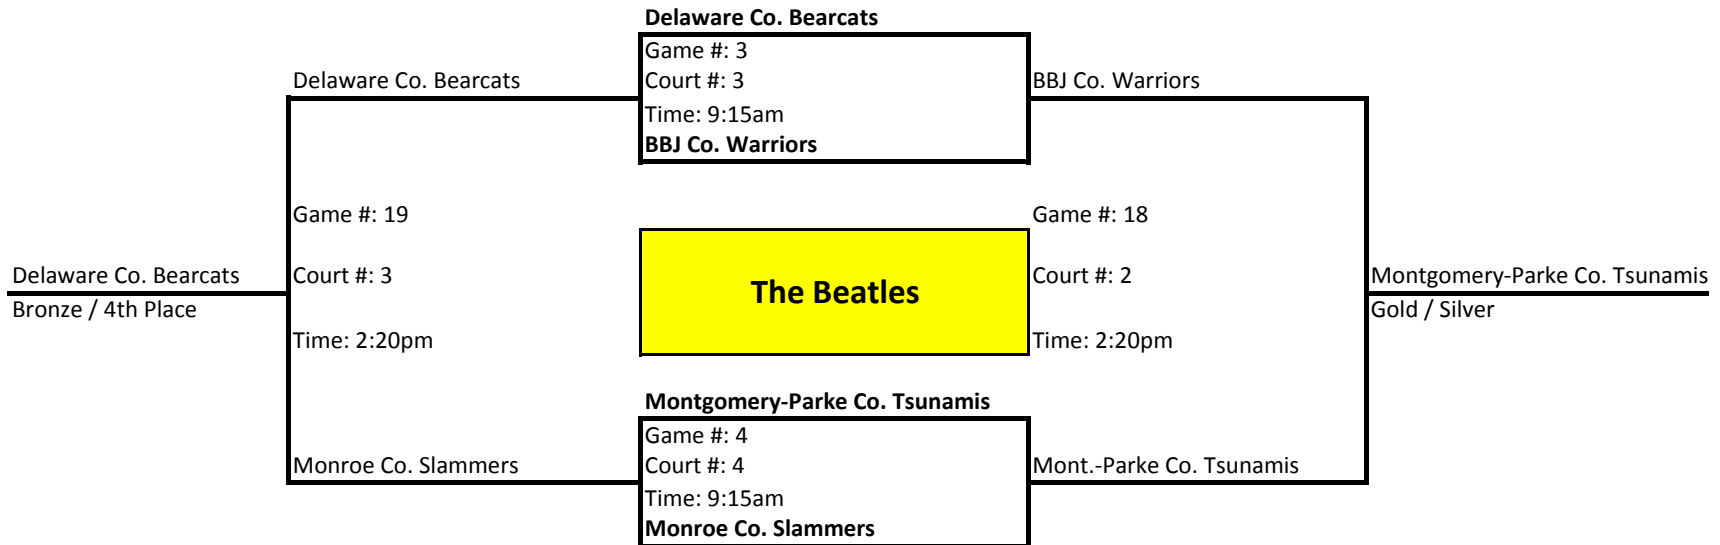 Delaware Co. Bearcats
Game #: 3
Delaware Co. Bearcats
Court #: 3
BBJ Co. Warriors
Time: 9:15am
BBJ Co. Warriors
Game #: 19
Game #: 18
Delaware Co. Bearcats
Court #: 3
The Beatles
Court #: 2
Montgomery-Parke Co. Tsunamis
Bronze / 4th Place
Gold / Silver
Time: 2:20pm
Time: 2:20pm
Montgomery-Parke Co. Tsunamis
Game #: 4
Monroe Co. Slammers
Court #: 4
Mont.-Parke Co. Tsunamis
Time: 9:15am
Monroe Co. Slammers